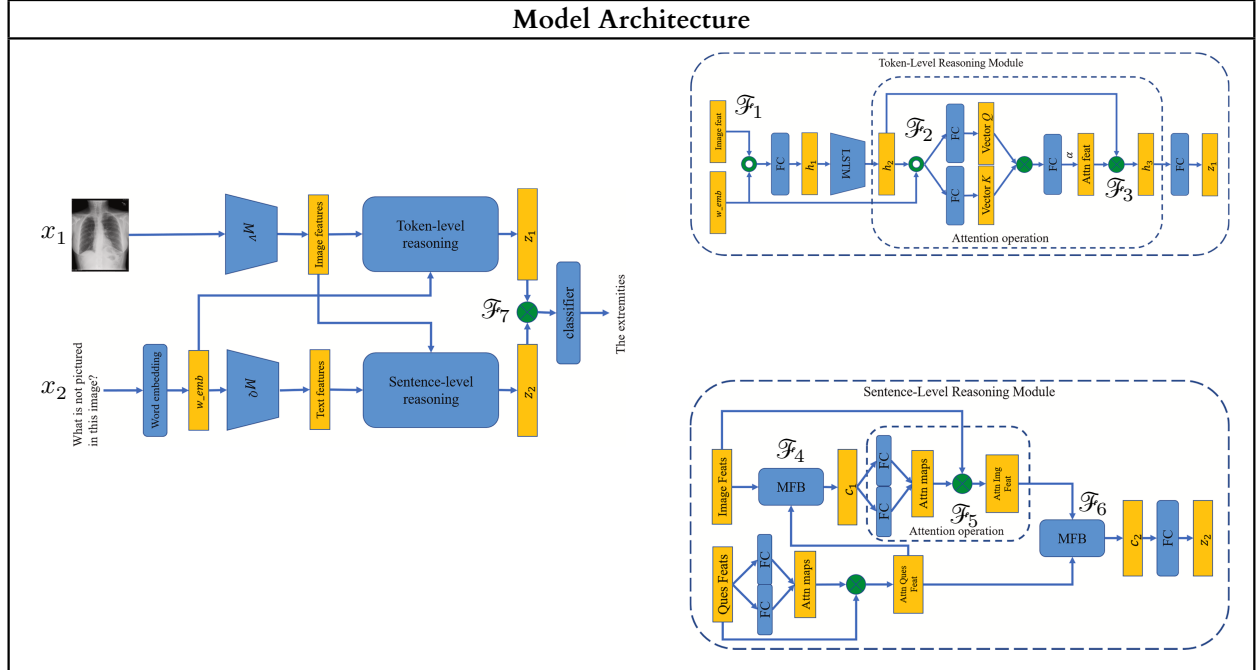 Model Architecture
x₁
M_V
Image features
Token-level
reasoning
z₁
ℱ₇
classifier
The extremities
x₂
What is not pictured
in this image?
Word embedding
w_emb
M_Q
Text features
Sentence-level
reasoning
z₂
Token-Level Reasoning Module
Image feat
ℱ₁
w_emb
FC
h₁
LSTM
h₂
ℱ₂
FC
Vector Q
FC
Vector K
FC
α
Attn feat
ℱ₃
h₃
FC
z₁
Attention operation
Sentence-Level Reasoning Module
Image Feats
ℱ₄
MFB
c₁
FC
FC
Attn maps
ℱ₅
Attn Img
Feat
Attention operation
Ques Feats
FC
FC
Attn maps
Attn Ques
Feat
ℱ₆
MFB
c₂
FC
z₂